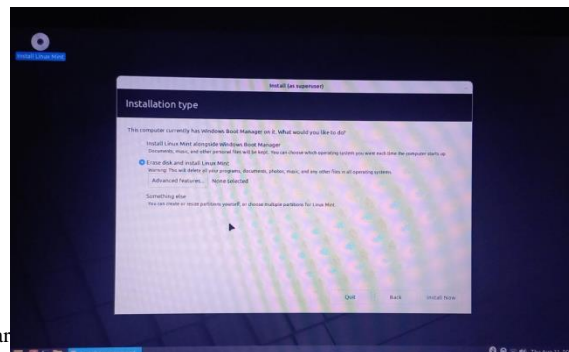 ar
Install Linux Mint
Install (as superuser)
Installation type
This computer currently has Windows Boot Manager on it. What would you like to do?
Install Linux Mint alongside Windows Boot Manager
Documents, music, and other personal files will be kept. You can choose which operating system you want each time the computer starts up.
Erase disk and install Linux Mint
Warning: This will delete all your programs, documents, photos, music, and any other files in all operating systems.
Advanced features... None selected
Something else
You can create or resize partitions yourself, or choose multiple partitions for Linux Mint.
Quit Back Install Now